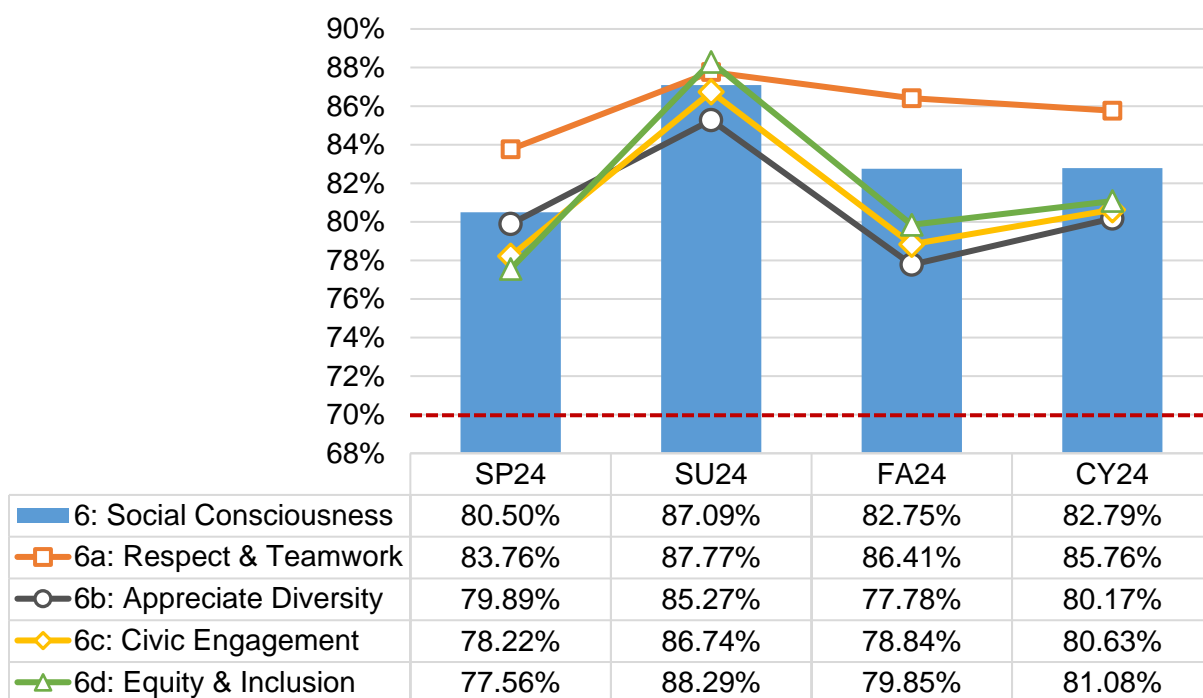 90%
88%
86%
84%
82%
80%
78%
76%
74%
72%
70%
68%
SP24 SU24 FA24 CY24
6: Social Consciousness 80.50% 87.09% 82.75% 82.79%
6a: Respect & Teamwork 83.76% 87.77% 86.41% 85.76%
6b: Appreciate Diversity 79.89% 85.27% 77.78% 80.17%
6c: Civic Engagement 78.22% 86.74% 78.84% 80.63%
6d: Equity & Inclusion 77.56% 88.29% 79.85% 81.08%